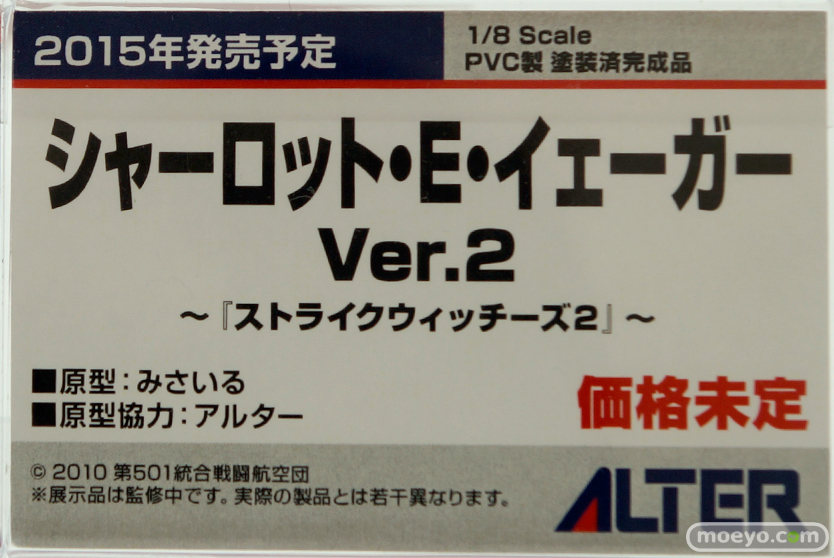 2015年発売予定
1/8 Scale
PVC製 塗装済完成品
シャーロット・E・イェーガー
Ver.2
～『ストライクウィッチーズ2』～
■原型：みさいる
■原型協力：アルター
価格未定
© 2010 第501統合戦闘航空団
※展示品は監修中です。実際の製品とは若干異なります。
ALTER
moeyo.com